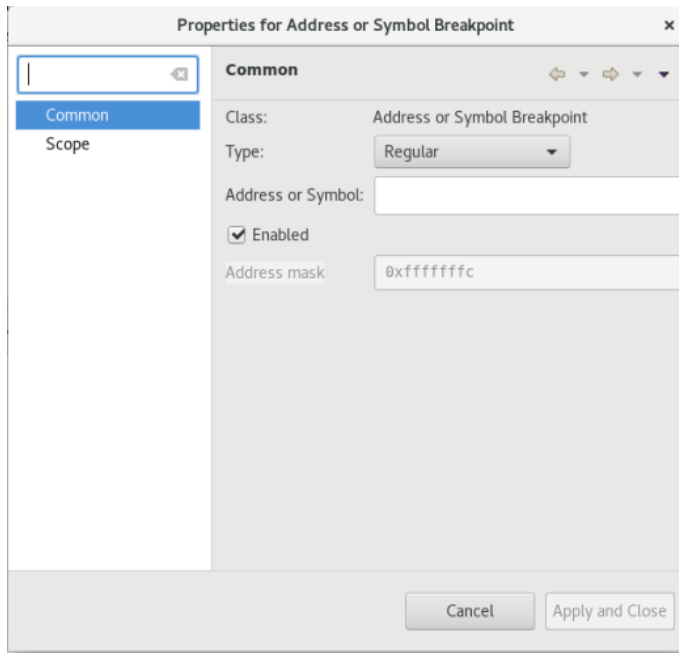 Properties for Address or Symbol Breakpoint
Common
Common
Scope
Class: Address or Symbol Breakpoint
Type: Regular
Address or Symbol:
Enabled
Address mask 0xfffffffc
Cancel Apply and Close